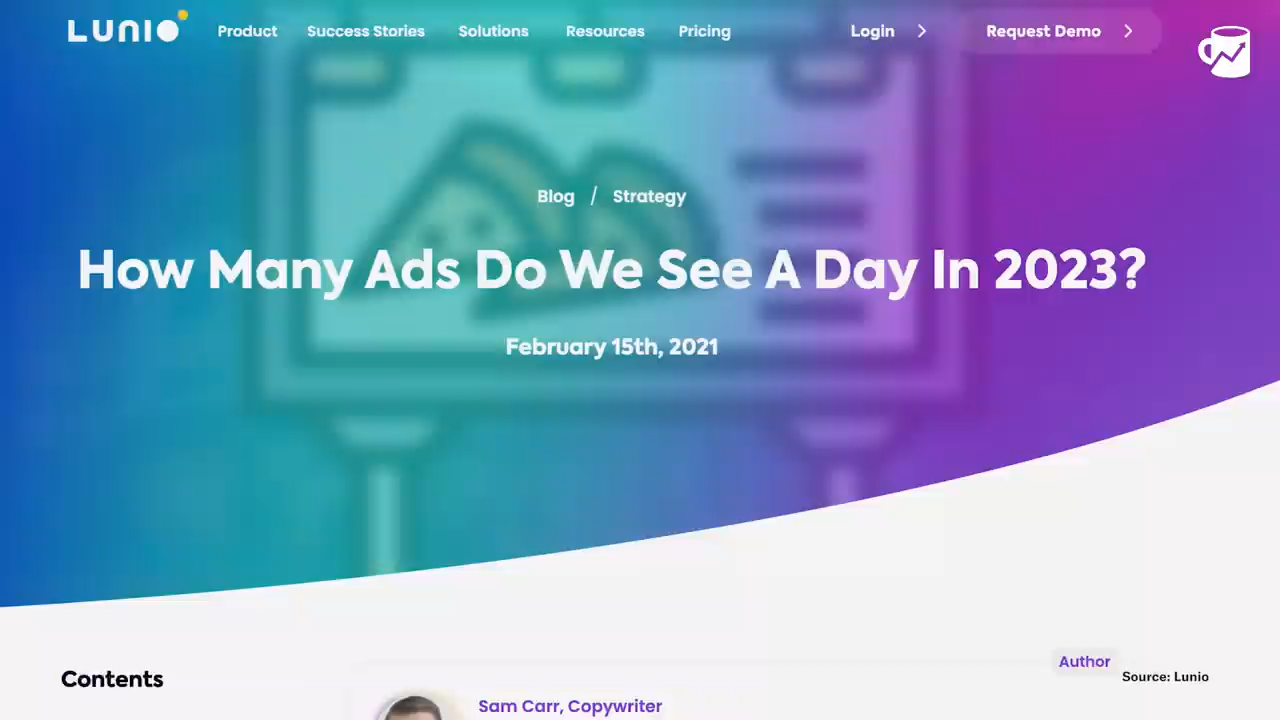 LUNIO
Product
Success Stories
Solutions
Resources
Pricing
Login
Request Demo
Blog / Strategy
How Many Ads Do We See A Day In 2023?
February 15th, 2021
Contents
Author
Source: Lunio
Sam Carr, Copywriter